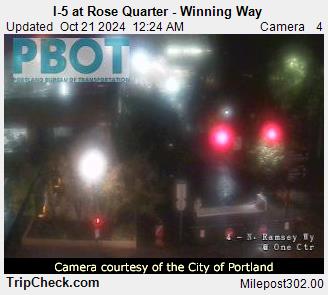 I-5 at Rose Quarter - Winning Way
Updated Oct 21 2024 12:24 AM Camera 4
PBOT
PORTLAND BUREAU OF TRANSPORTATION
4 - N. Ramsey Wy
@ One Ctr
Camera courtesy of the City of Portland
TripCheck.com Milepost302.00